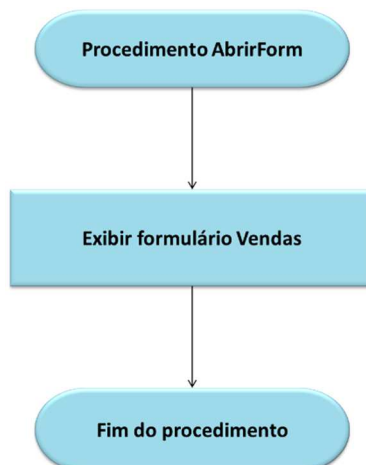 Procedimento AbrirForm
Exibir formulário Vendas
Fim do procedimento